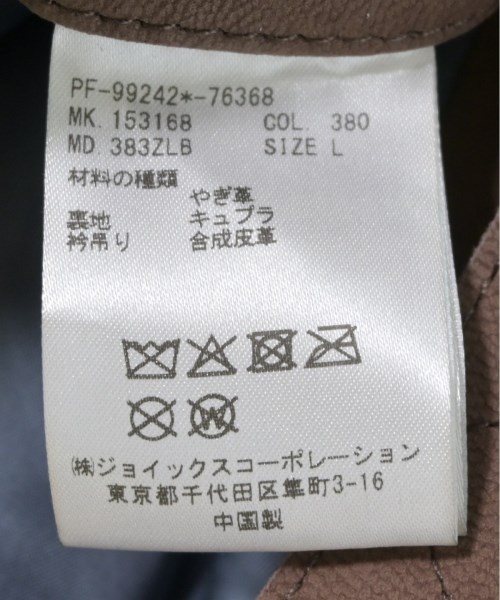 PF-99242*-76368
MK. 153168 COL. 380
MD. 383ZLB SIZE L
材料の種類
やぎ革
裏地 キュプラ
衿吊り 合成皮革
W
㈱ジョイックスコーポレーション
東京都千代田区隼町3-16
中国製